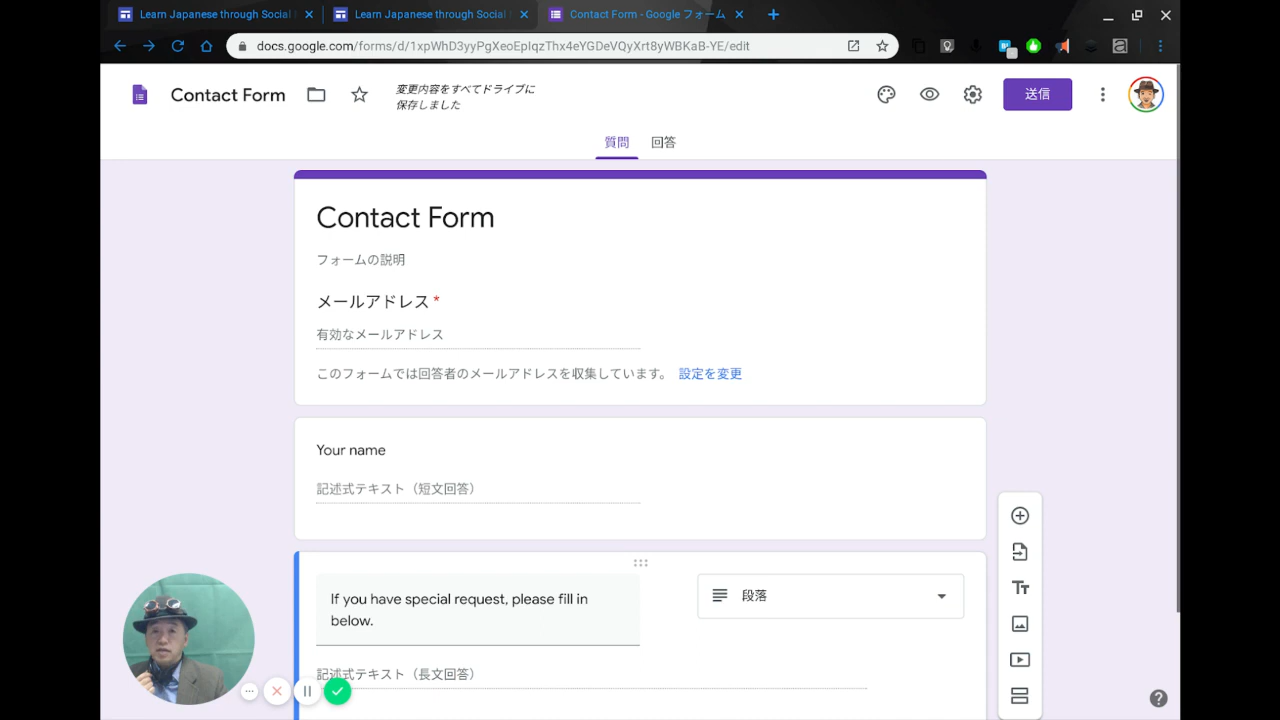 Learn Japanese through Social
Learn Japanese through Social
Contact Form - Google フォーム
docs.google.com/forms/d/1xpWhD3yyPgXeoEpIqzThx4eYGDeVQyXrt8yWBKaB-YE/edit
Contact Form
変更内容をすべてドライブに
保存しました
送信
質問
回答
Contact Form
フォームの説明
メールアドレス *
有効なメールアドレス
このフォームでは回答者のメールアドレスを収集しています。 設定を変更
Your name
記述式テキスト（短文回答）
If you have special request, please fill in
below.
段落
記述式テキスト（長文回答）